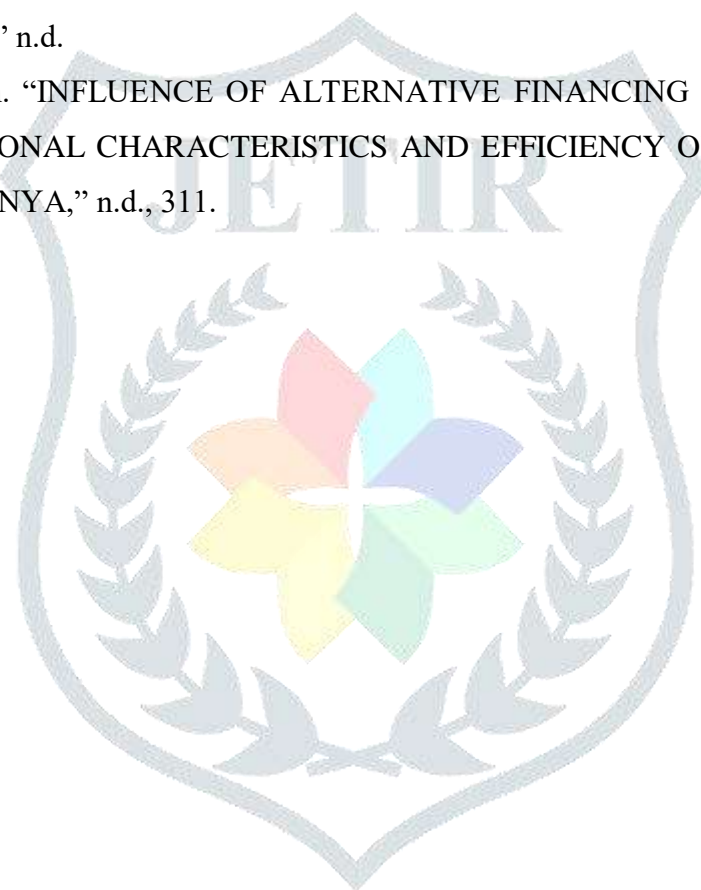 ” n.d.
. “INFLUENCE OF ALTERNATIVE FINANCING
ONAL CHARACTERISTICS AND EFFICIENCY O
NYA,” n.d., 311.
JETIR